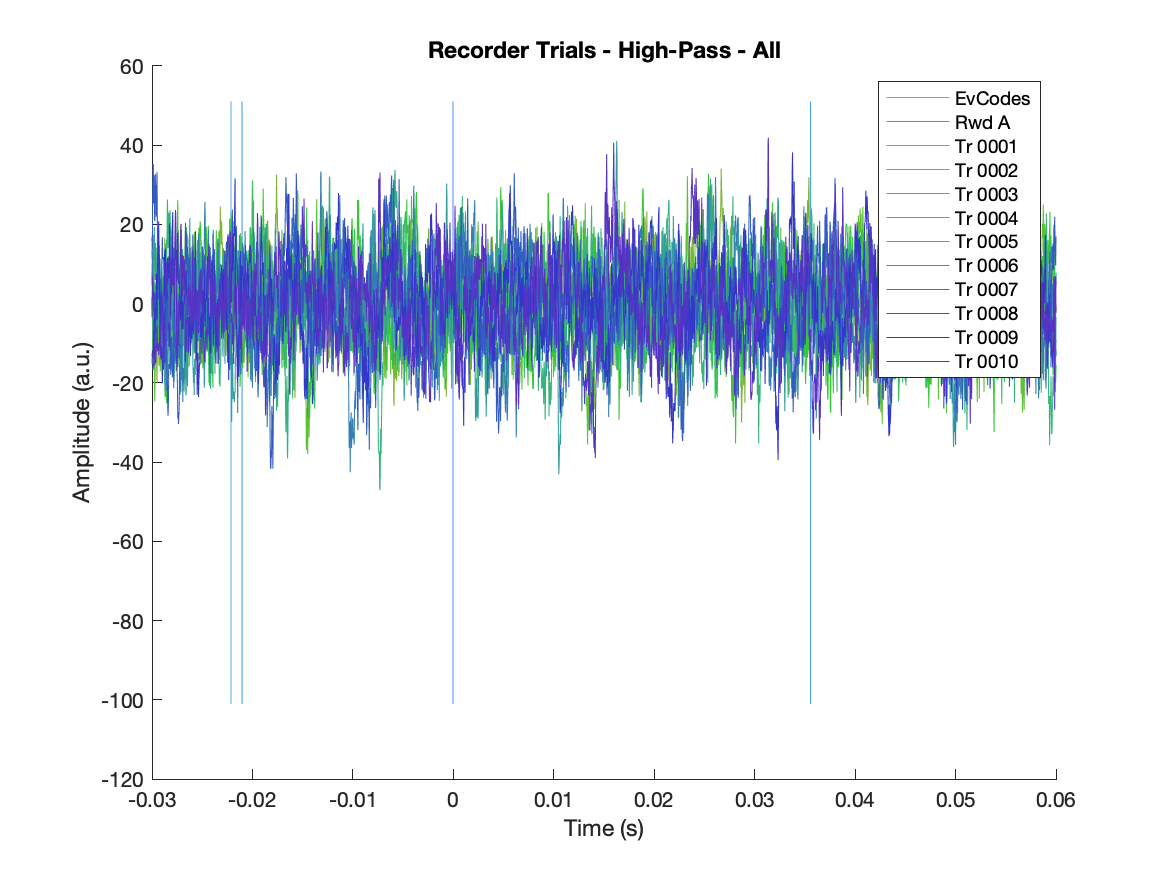 Recorder Trials - High-Pass - All
60
40
20
0
-20
-40
-60
-80
-100
-120
Amplitude (a.u.)
EvCodes
Rwd A
Tr 0001
Tr 0002
Tr 0003
Tr 0004
Tr 0005
Tr 0006
Tr 0007
Tr 0008
Tr 0009
Tr 0010
-0.03 -0.02 -0.01 0 0.01 0.02 0.03 0.04 0.05 0.06
Time (s)